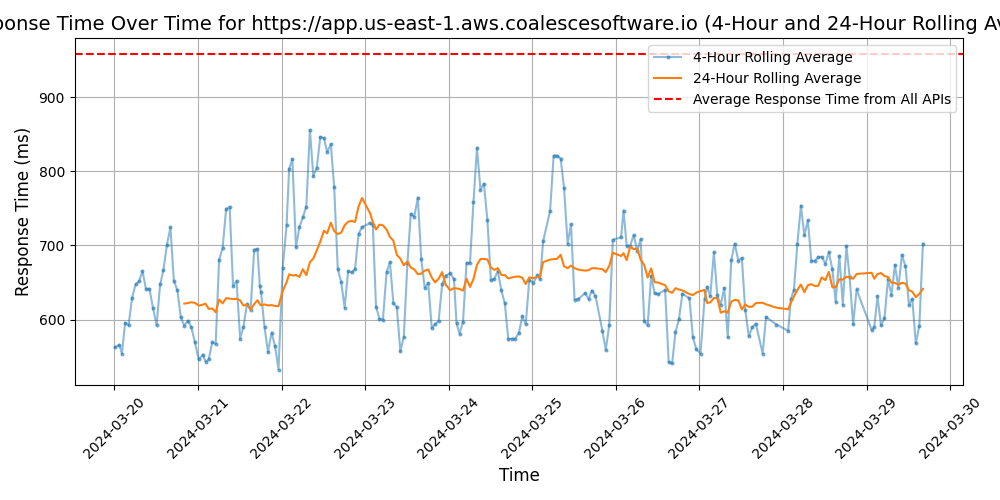 onse Time Over Time for https://app.us-east-1.aws.coalescesoftware.io (4-Hour and 24-Hour Rolling Av
4-Hour Rolling Average
24-Hour Rolling Average
Average Response Time from All APIs
Response Time (ms)
900
800
700
600
2024-03-20
2024-03-21
2024-03-22
2024-03-23
2024-03-24
2024-03-25
2024-03-26
2024-03-27
2024-03-28
2024-03-29
2024-03-30
Time